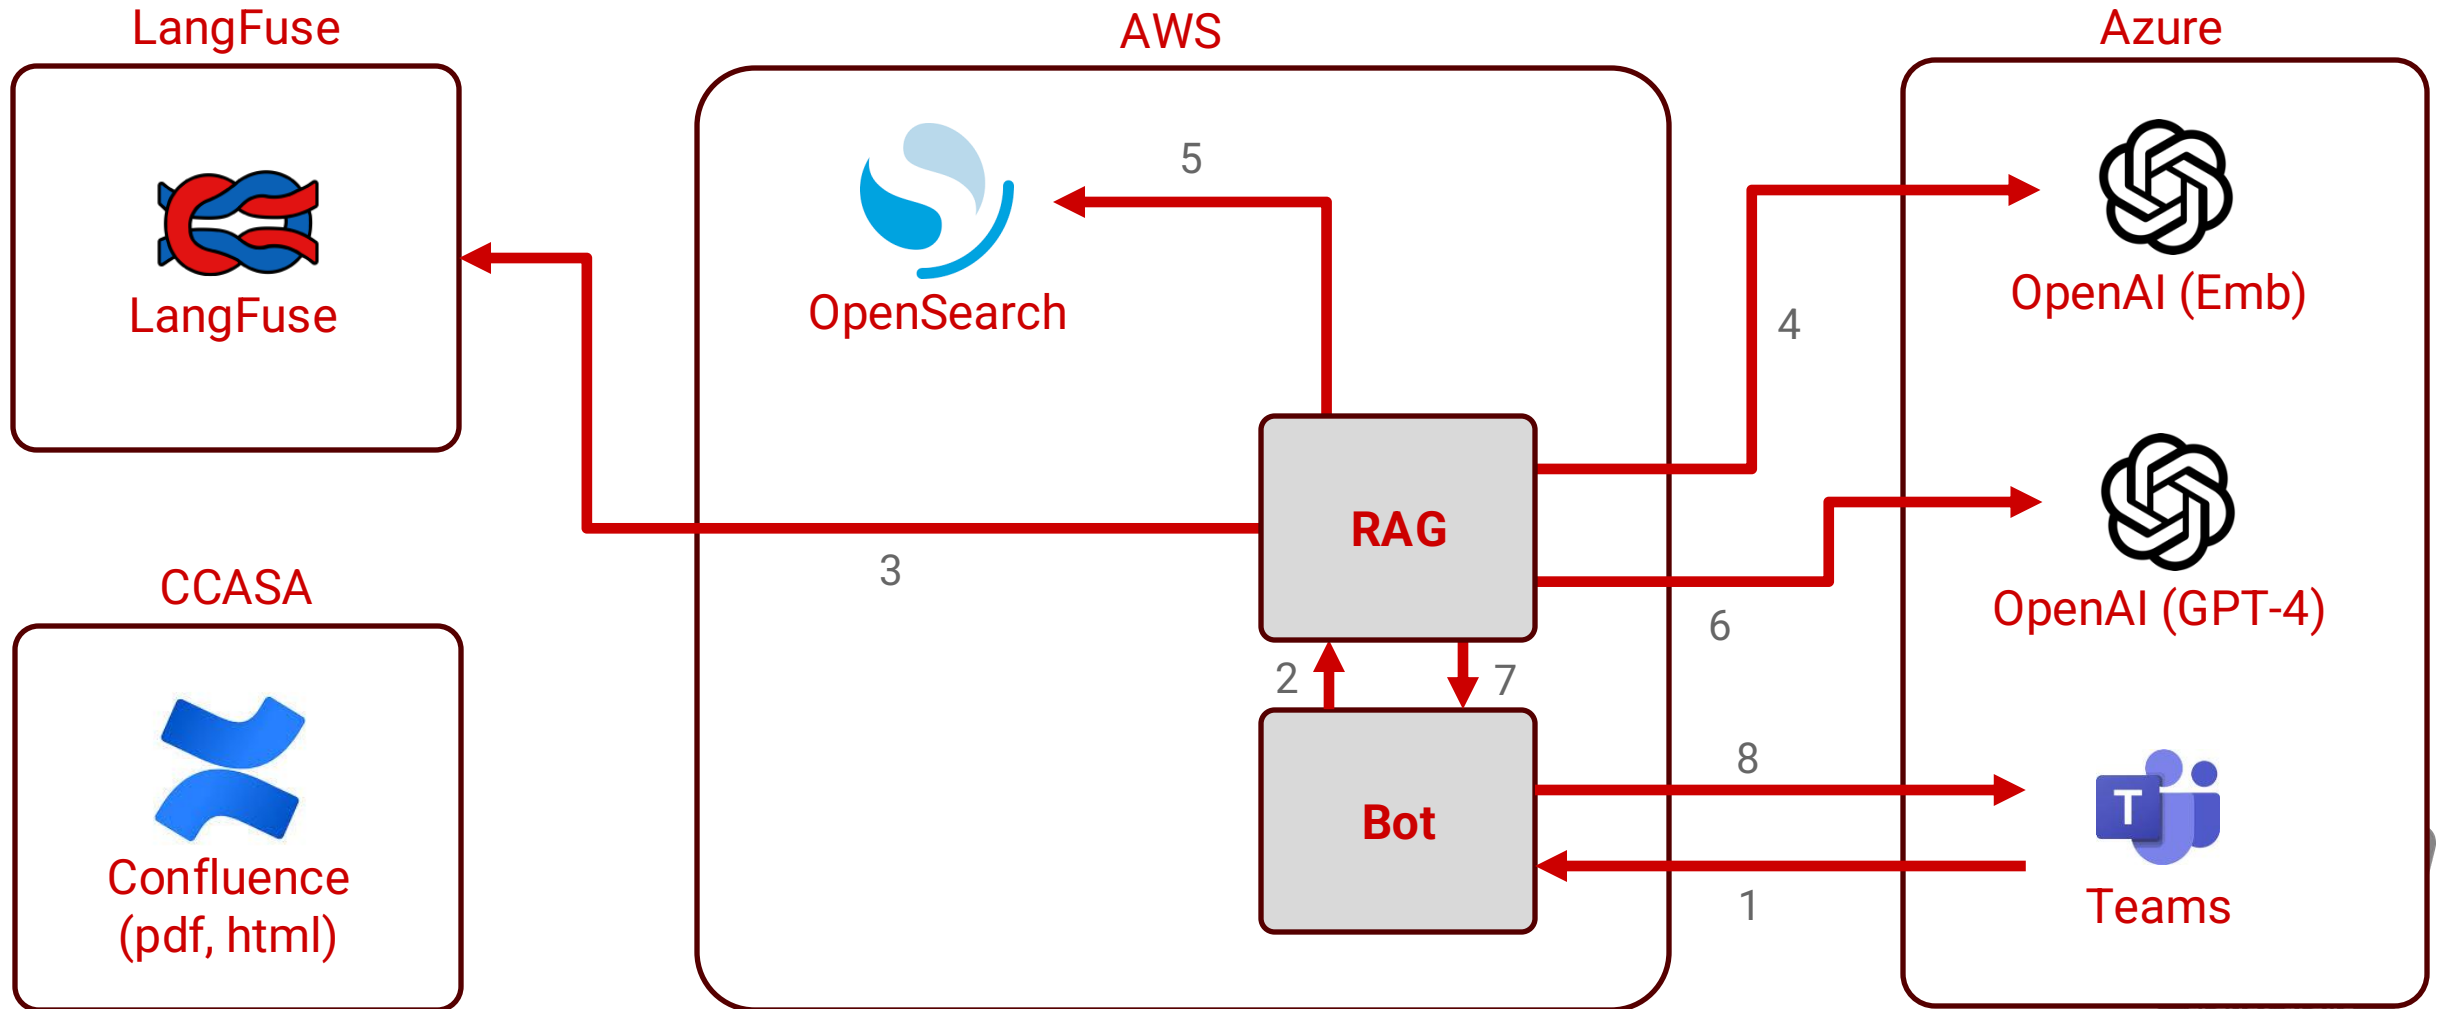 LangFuse
AWS
Azure
LangFuse
OpenSearch
5
OpenAI (Emb)
4
RAG
3
OpenAI (GPT-4)
6
CCASA
2
7
Confluence
(pdf, html)
Bot
8
1
T
Teams